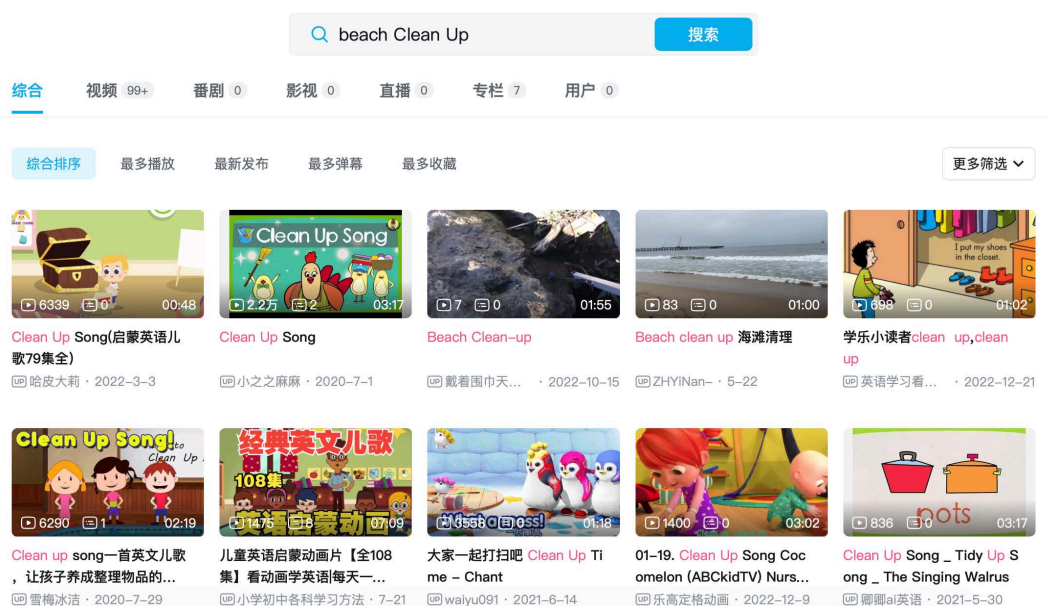 beach Clean Up
搜索
综合
视频 99+
番剧 0
影视 0
直播 0
专栏 7
用户 0
综合排序
最多播放
最新发布
最多弹幕
最多收藏
更多筛选
6339 0 00:48
Clean Up Song(启蒙英语儿
歌79集全)
UP 哈皮大莉 · 2022-3-3
Clean Up Song
2.2万 2 03:17
Clean Up Song
UP 小之之麻麻 · 2020-7-1
7 0 01:55
Beach Clean-up
UP 戴着围巾天... · 2022-10-15
83 0 01:00
Beach clean up 海滩清理
UP ZHYiNan- · 5-22
I put my shoes
in the closet.
698 0 01:02
学乐小读者clean up,clean
up
UP 英语学习看... · 2022-12-21
Clean Up Song!
to
Clean Up
6290 1 02:19
Clean up song一首英文儿歌
，让孩子养成整理物品的...
UP 雪梅冰洁 · 2020-7-29
经典英文儿歌
108集
英语启蒙动画
1475 8 07:09
儿童英语启蒙动画片【全108
集】看动画学英语|每天一...
UP 小学初中各科学习方法 · 7-21
What a mess!
3558 0 01:18
大家一起打扫吧 Clean Up Ti
me – Chant
UP waiyu091 · 2021-6-14
1400 0 03:02
01-19. Clean Up Song Coc
omelon (ABCkidTV) Nurs...
UP 乐高定格动画 · 2022-12-9
pots
836 0 03:17
Clean Up Song _ Tidy Up S
ong _ The Singing Walrus
UP 卿卿ai英语 · 2021-5-30